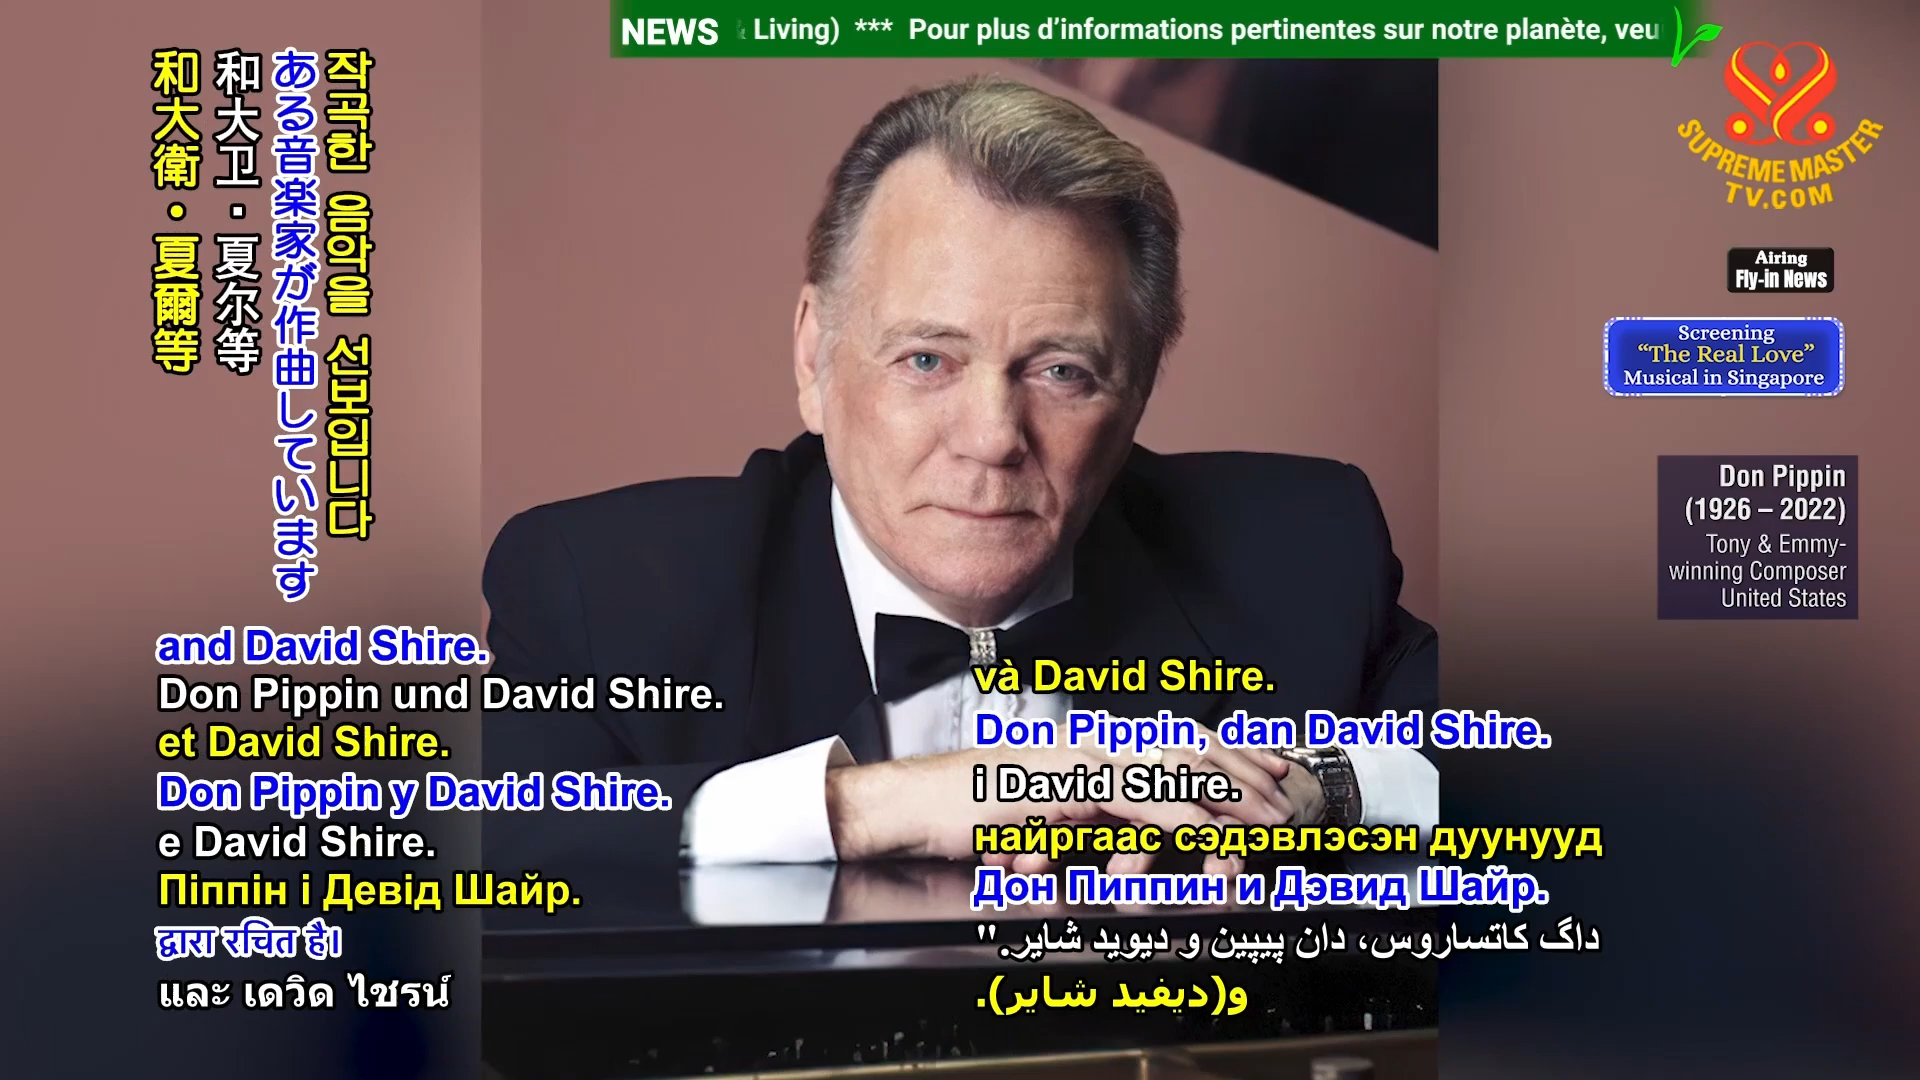 NEWS
Living) *** Pour plus d’informations pertinentes sur notre planète, veu
SUPREME MASTER
TV.COM
Airing
Fly-in News
Screening
“The Real Love”
Musical in Singapore
Don Pippin
(1926 – 2022)
Tony & Emmy-
winning Composer
United States
작곡한 음악을 선보입니다
ある音楽家が作曲しています
和大卫．夏尔等
和大衛・夏爾等
and David Shire.
Don Pippin und David Shire.
et David Shire.
Don Pippin y David Shire.
e David Shire.
Піппін і Девід Шайр.
द्वारा रचित है।
และ เดวิด ไชรน์
và David Shire.
Don Pippin, dan David Shire.
i David Shire.
найргаас сэдэвлэсэн дуунууд
Дон Пиппин и Дэвид Шайр.
داگ کاتساروس، دان پیپین و دیوید شایر."
و(ديفيد شاير).